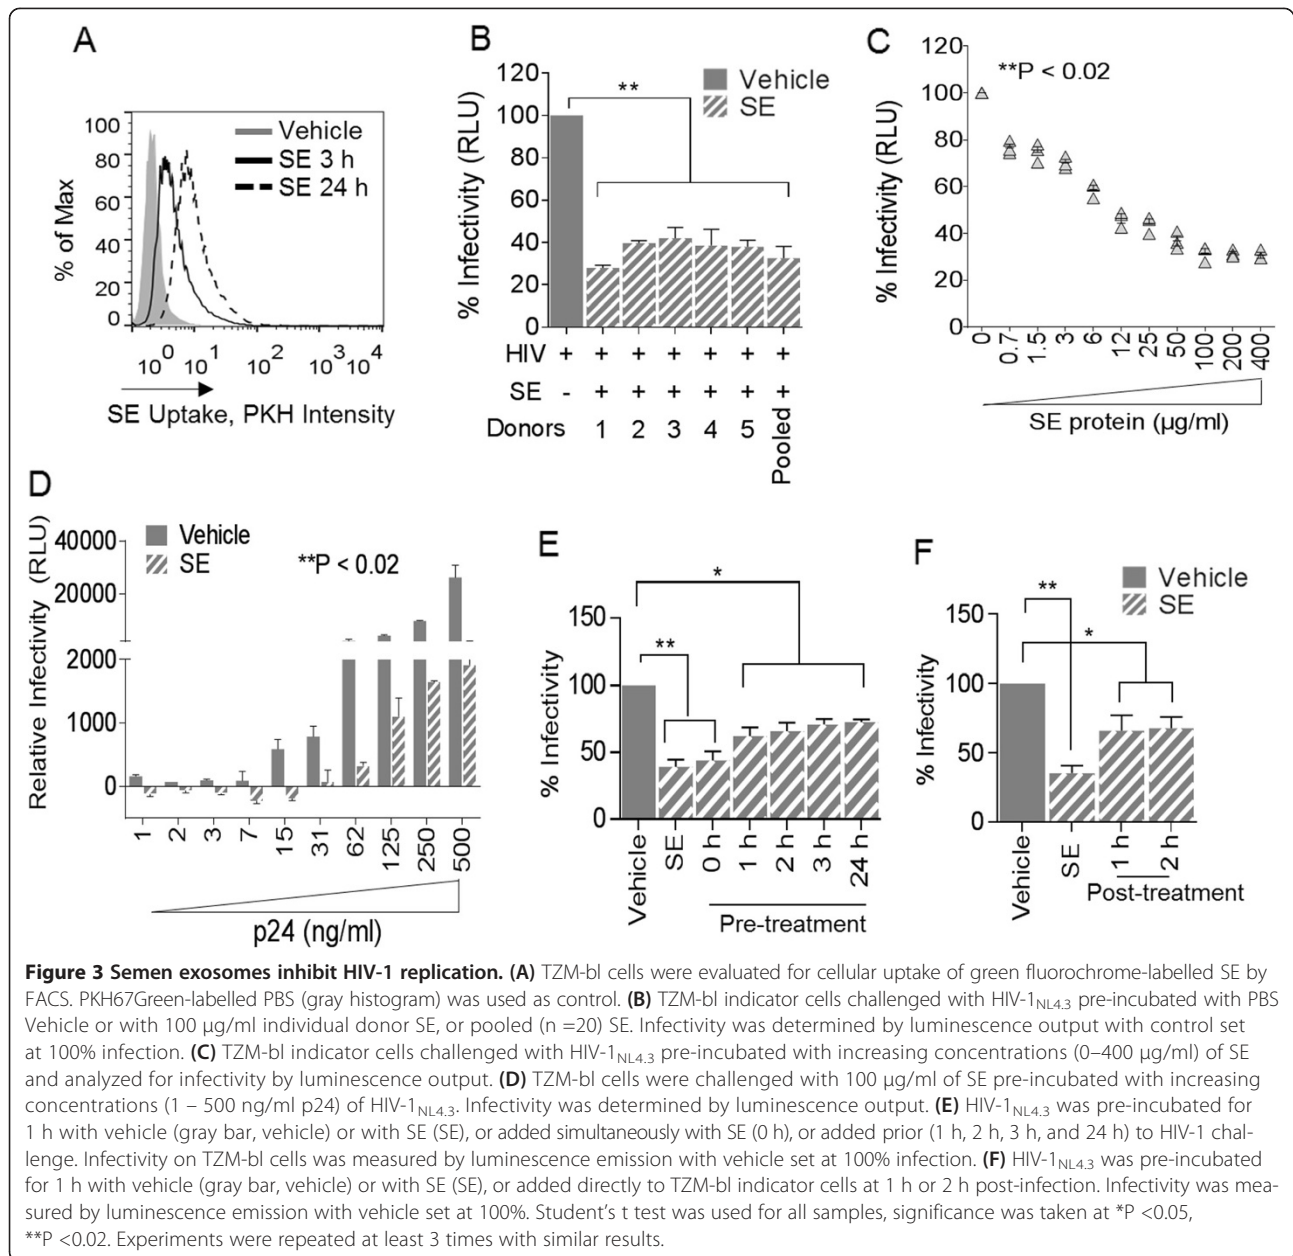 A
% of Max
100
80
60
40
20
0
Vehicle
SE 3 h
SE 24 h
10^0 10^1 10^2 10^3 10^4
SE Uptake, PKH Intensity
B
% Infectivity (RLU)
120
100
80
60
40
20
0
Vehicle
SE
**
HIV + + + + + + +
SE - + + + + + +
Donors 1 2 3 4 5 Pooled
C
% Infectivity (RLU)
120
100
80
60
40
20
0
**P < 0.02
0 0.7 1.5 3 6 12 25 50 100 200 400
SE protein (µg/ml)
D
Relative Infectivity (RLU)
40000
20000
2000
1000
0
Vehicle
SE
**P < 0.02
1 2 3 7 15 31 62 125 250 500
p24 (ng/ml)
E
% Infectivity
150
100
50
0
*
**
Vehicle SE 0 h 1 h 2 h 3 h 24 h
Pre-treatment
F
% Infectivity
150
100
50
0
Vehicle
SE
**
*
Vehicle SE 1 h 2 h
Post-treatment
Figure 3 Semen exosomes inhibit HIV-1 replication. (A) TZM-bl cells were evaluated for cellular uptake of green fluorochrome-labelled SE by
FACS. PKH67Green-labelled PBS (gray histogram) was used as control. (B) TZM-bl indicator cells challenged with HIV-1NL4.3 pre-incubated with PBS
Vehicle or with 100 µg/ml individual donor SE, or pooled (n =20) SE. Infectivity was determined by luminescence output with control set
at 100% infection. (C) TZM-bl indicator cells challenged with HIV-1NL4.3 pre-incubated with increasing concentrations (0–400 µg/ml) of SE
and analyzed for infectivity by luminescence output. (D) TZM-bl cells were challenged with 100 µg/ml of SE pre-incubated with increasing
concentrations (1 – 500 ng/ml p24) of HIV-1NL4.3. Infectivity was determined by luminescence output. (E) HIV-1NL4.3 was pre-incubated for
1 h with vehicle (gray bar, vehicle) or with SE (SE), or added simultaneously with SE (0 h), or added prior (1 h, 2 h, 3 h, and 24 h) to HIV-1 chal-
lenge. Infectivity on TZM-bl cells was measured by luminescence emission with vehicle set at 100% infection. (F) HIV-1NL4.3 was pre-incubated
for 1 h with vehicle (gray bar, vehicle) or with SE (SE), or added directly to TZM-bl indicator cells at 1 h or 2 h post-infection. Infectivity was mea-
sured by luminescence emission with vehicle set at 100%. Student's t test was used for all samples, significance was taken at *P <0.05,
**P <0.02. Experiments were repeated at least 3 times with similar results.